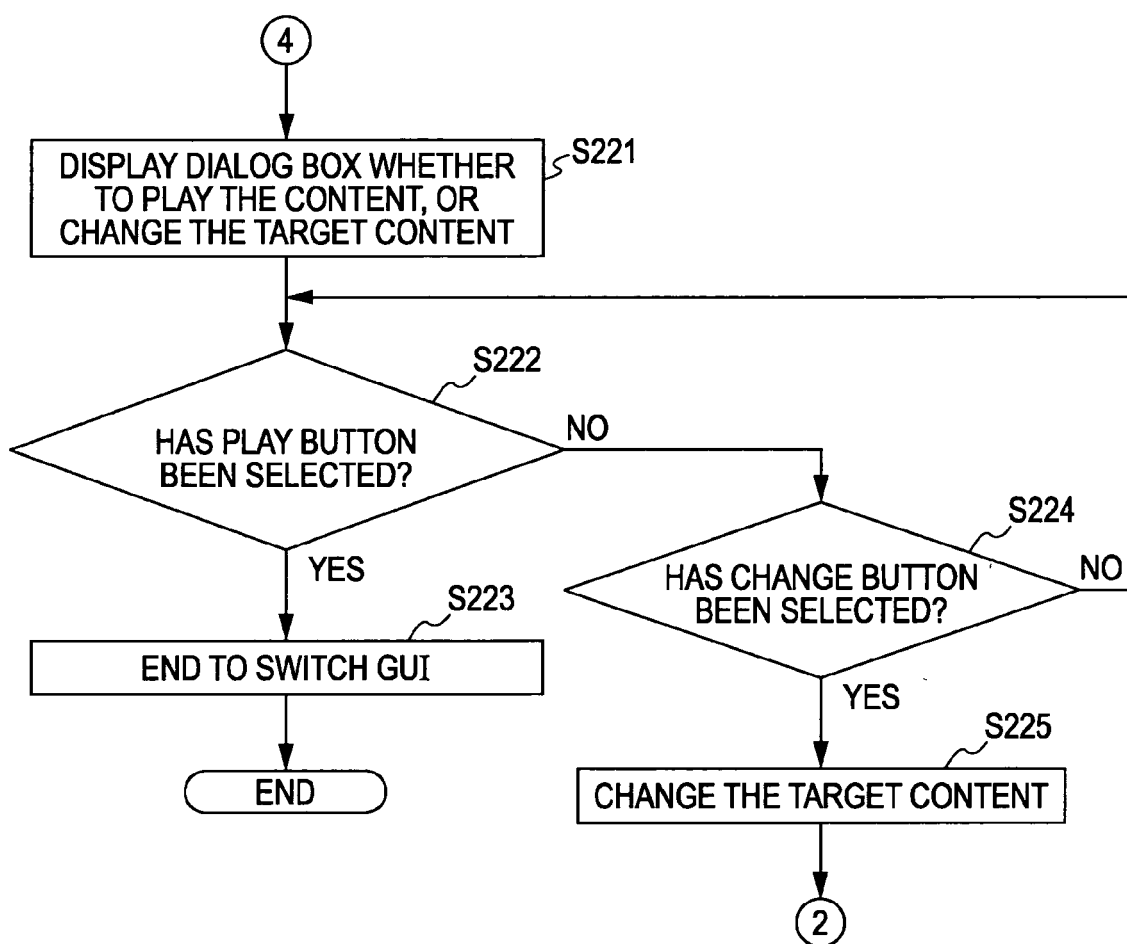 4
DISPLAY DIALOG BOX WHETHER
TO PLAY THE CONTENT, OR
CHANGE THE TARGET CONTENT
S221
HAS PLAY BUTTON
BEEN SELECTED?
S222
NO
YES
HAS CHANGE BUTTON
BEEN SELECTED?
S224
NO
YES
END TO SWITCH GUI
S223
END
CHANGE THE TARGET CONTENT
S225
2